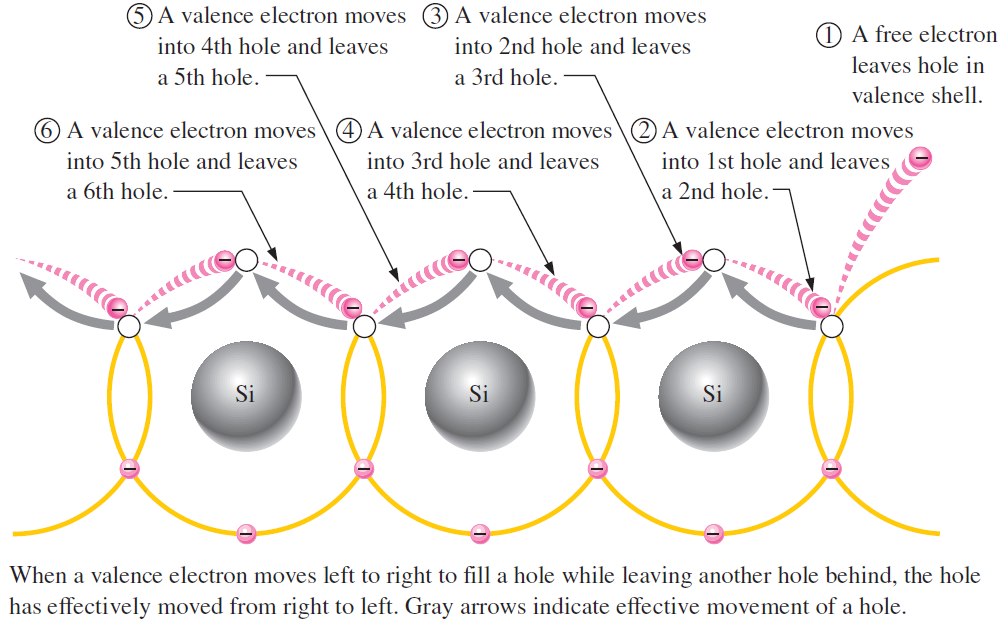 ⑤ A valence electron moves
into 4th hole and leaves
a 5th hole.
③ A valence electron moves
into 2nd hole and leaves
a 3rd hole.
① A free electron
leaves hole in
valence shell.
⑥ A valence electron moves
into 5th hole and leaves
a 6th hole.
④ A valence electron moves
into 3rd hole and leaves
a 4th hole.
② A valence electron moves
into 1st hole and leaves
a 2nd hole.
Si
Si
Si
When a valence electron moves left to right to fill a hole while leaving another hole behind, the hole
has effectively moved from right to left. Gray arrows indicate effective movement of a hole.